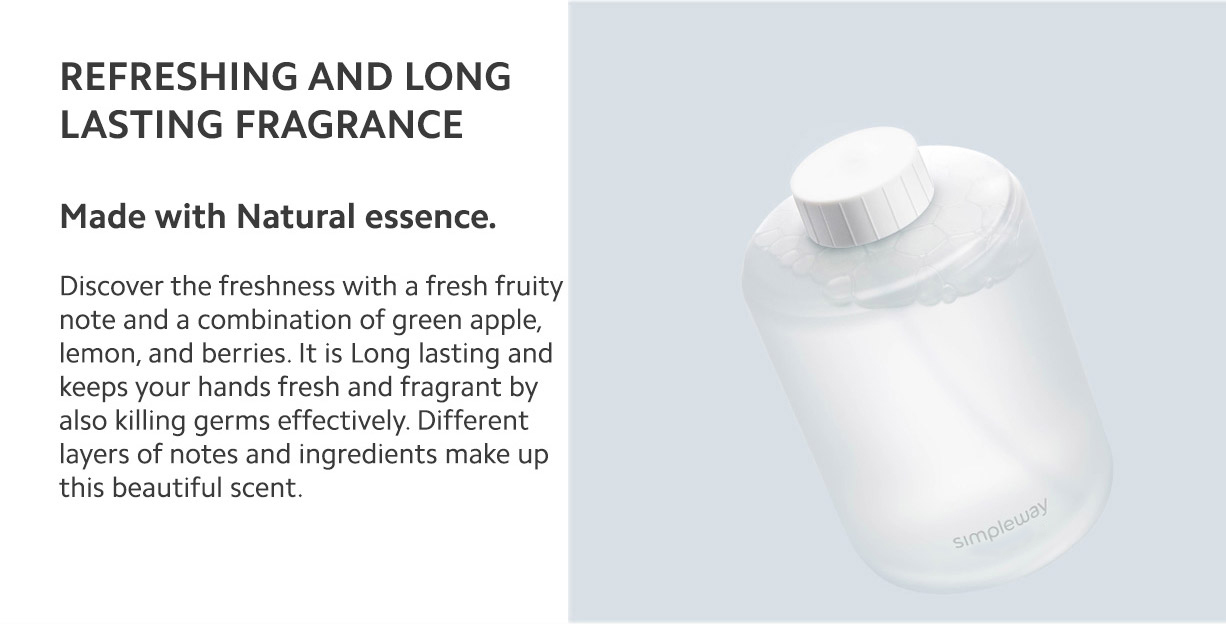 REFRESHING AND LONG
LASTING FRAGRANCE
Made with Natural essence.
Discover the freshness with a fresh fruity
note and a combination of green apple,
lemon, and berries. It is Long lasting and
keeps your hands fresh and fragrant by
also killing germs effectively. Different
layers of notes and ingredients make up
this beautiful scent.
simpleway